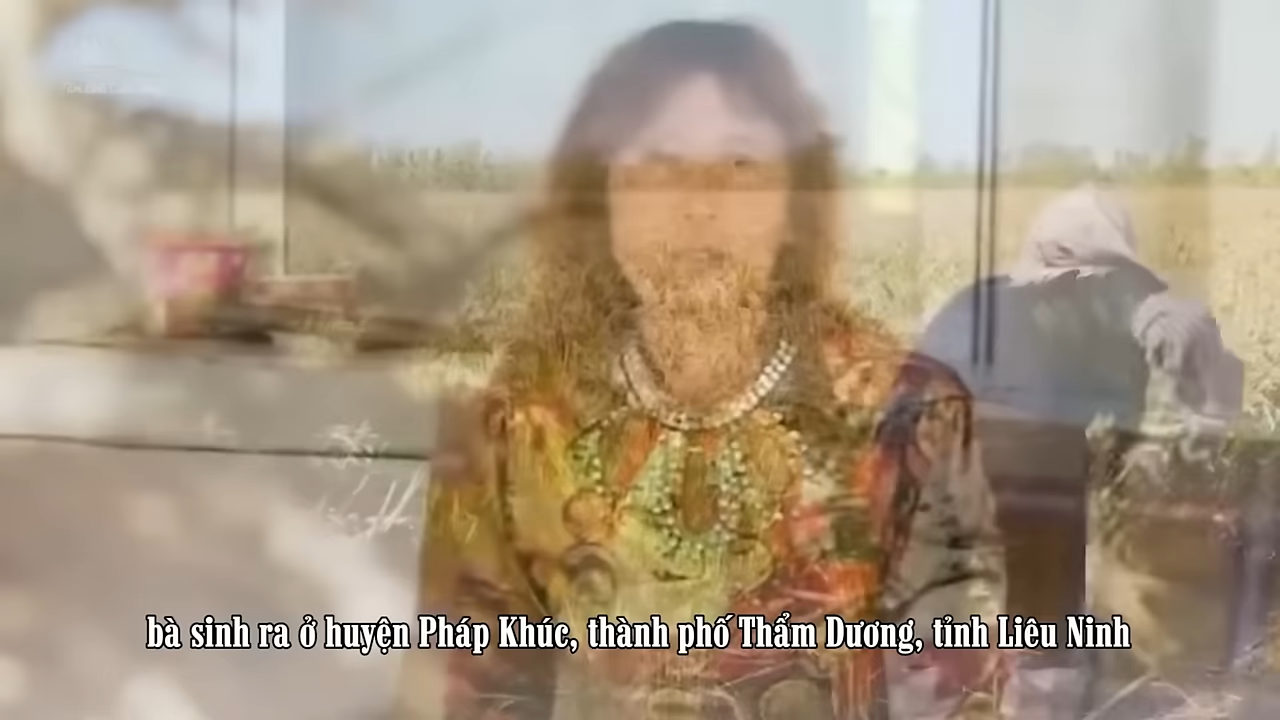 bà sinh ra ở huyện Pháp Khúc, thành phố Thẩm Dương, tỉnh Liêu Ninh